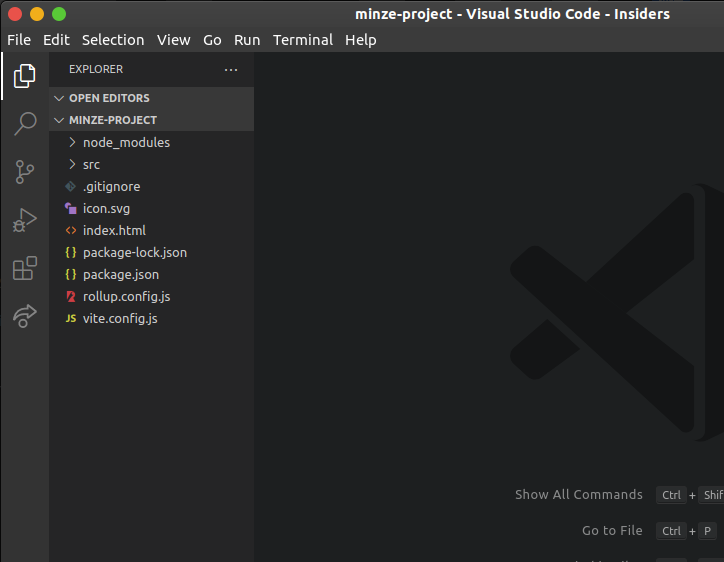 minze-project - Visual Studio Code - Insiders
File Edit Selection View Go Run Terminal Help
EXPLORER ...
OPEN EDITORS
MINZE-PROJECT
node_modules
src
.gitignore
icon.svg
index.html
{} package-lock.json
{} package.json
rollup.config.js
JS vite.config.js
Show All Commands Ctrl + Shif
Go to File Ctrl + P